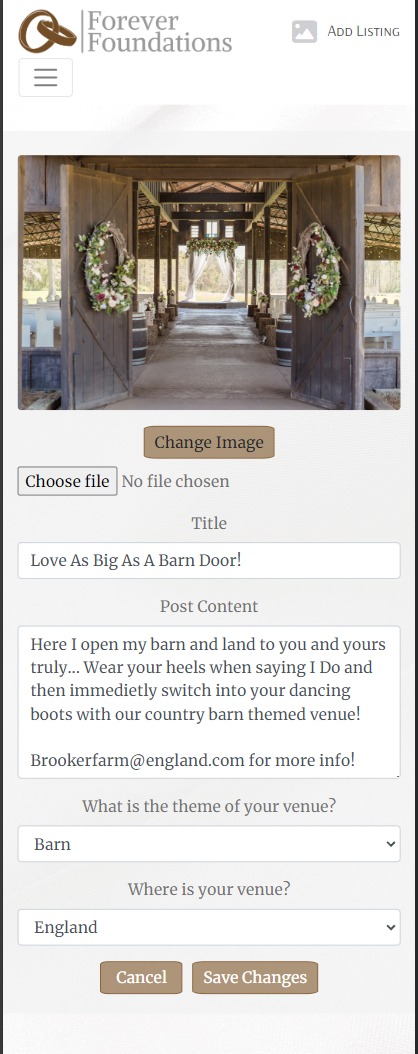 Forever
Foundations
Add Listing
Change Image
Choose file No file chosen
Title
Love As Big As A Barn Door!
Post Content
Here I open my barn and land to you and yours
truly... Wear your heels when saying I Do and
then immedietly switch into your dancing
boots with our country barn themed venue!
Brookerfarm@england.com for more info!
What is the theme of your venue?
Barn
Where is your venue?
England
Cancel
Save Changes